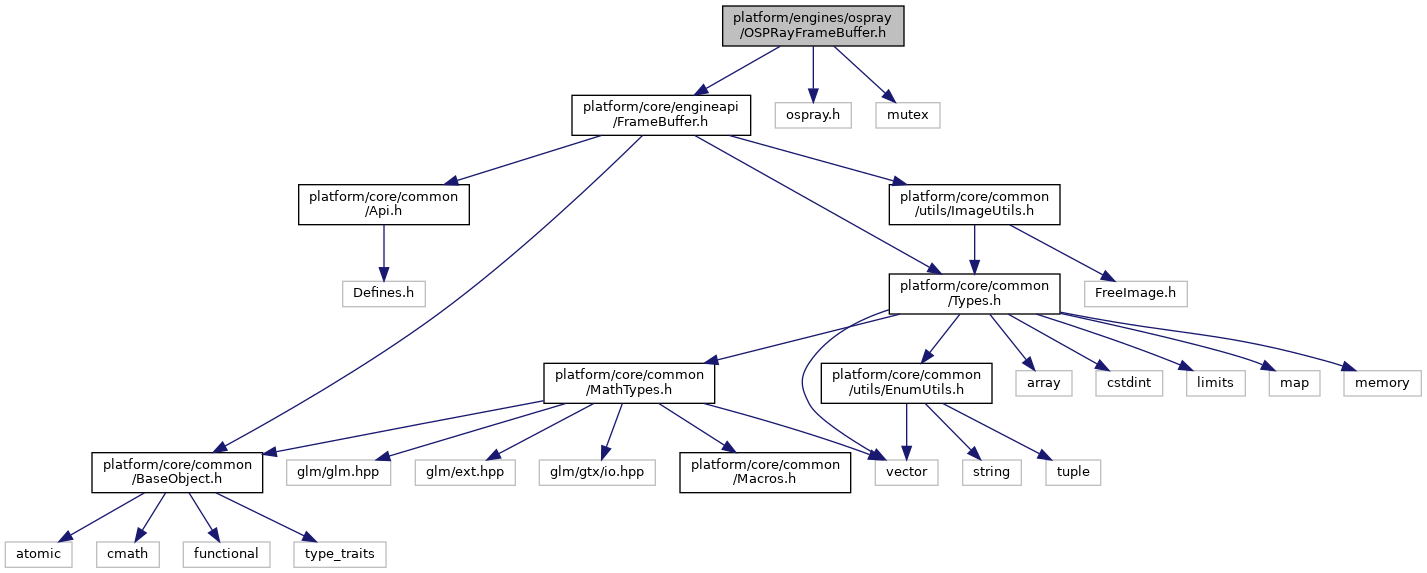 platform/engines/ospray
/OSPRayFrameBuffer.h
platform/core/engineapi
/FrameBuffer.h
ospray.h
mutex
platform/core/common
/Api.h
platform/core/common
/utils/ImageUtils.h
Defines.h
platform/core/common
/Types.h
FreeImage.h
platform/core/common
/MathTypes.h
platform/core/common
/utils/EnumUtils.h
array
cstdint
limits
map
memory
platform/core/common
/BaseObject.h
glm/glm.hpp
glm/ext.hpp
glm/gtx/io.hpp
platform/core/common
/Macros.h
vector
string
tuple
atomic
cmath
functional
type_traits